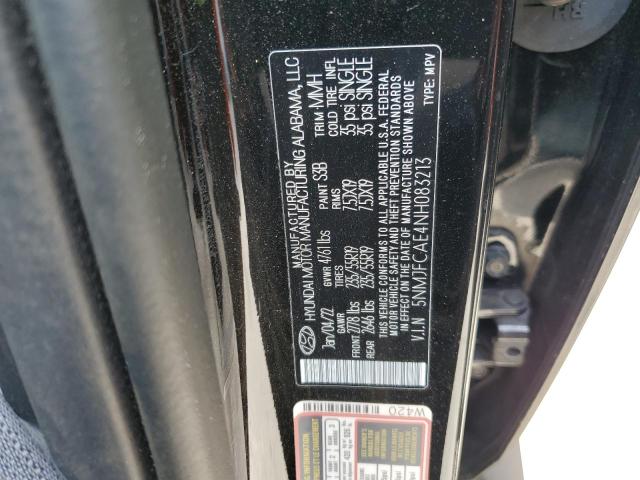 MANUFACTURED BY
HYUNDAI MOTOR MANUFACTURING ALABAMA, LLC
Jan/04/22 GVWR 4761 lbs PAINT S3B TRIM MMH
GAWR TIRES RIMS COLD TIRE INFL
FRONT 2778 lbs 235/55R19 7.5JX19 35 psi SINGLE
REAR 2646 lbs 235/55R19 7.5JX19 35 psi SINGLE
THIS VEHICLE CONFORMS TO ALL APPLICABLE U.S.A. FEDERAL
MOTOR VEHICLE SAFETY AND THEFT PREVENTION STANDARDS
IN EFFECT ON THE DATE OF MANUFACTURE SHOWN ABOVE
V.I.N 5NMJFCAE4NH083213 TYPE: MPV
W420
RH